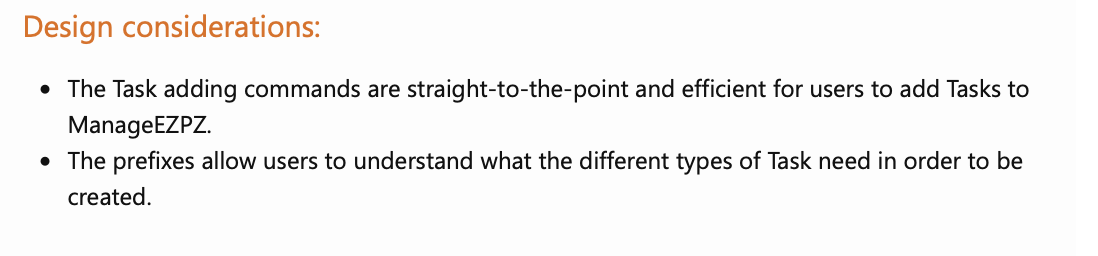 Design considerations:
• The Task adding commands are straight-to-the-point and efficient for users to add Tasks to
ManageEZPZ.
• The prefixes allow users to understand what the different types of Task need in order to be
created.